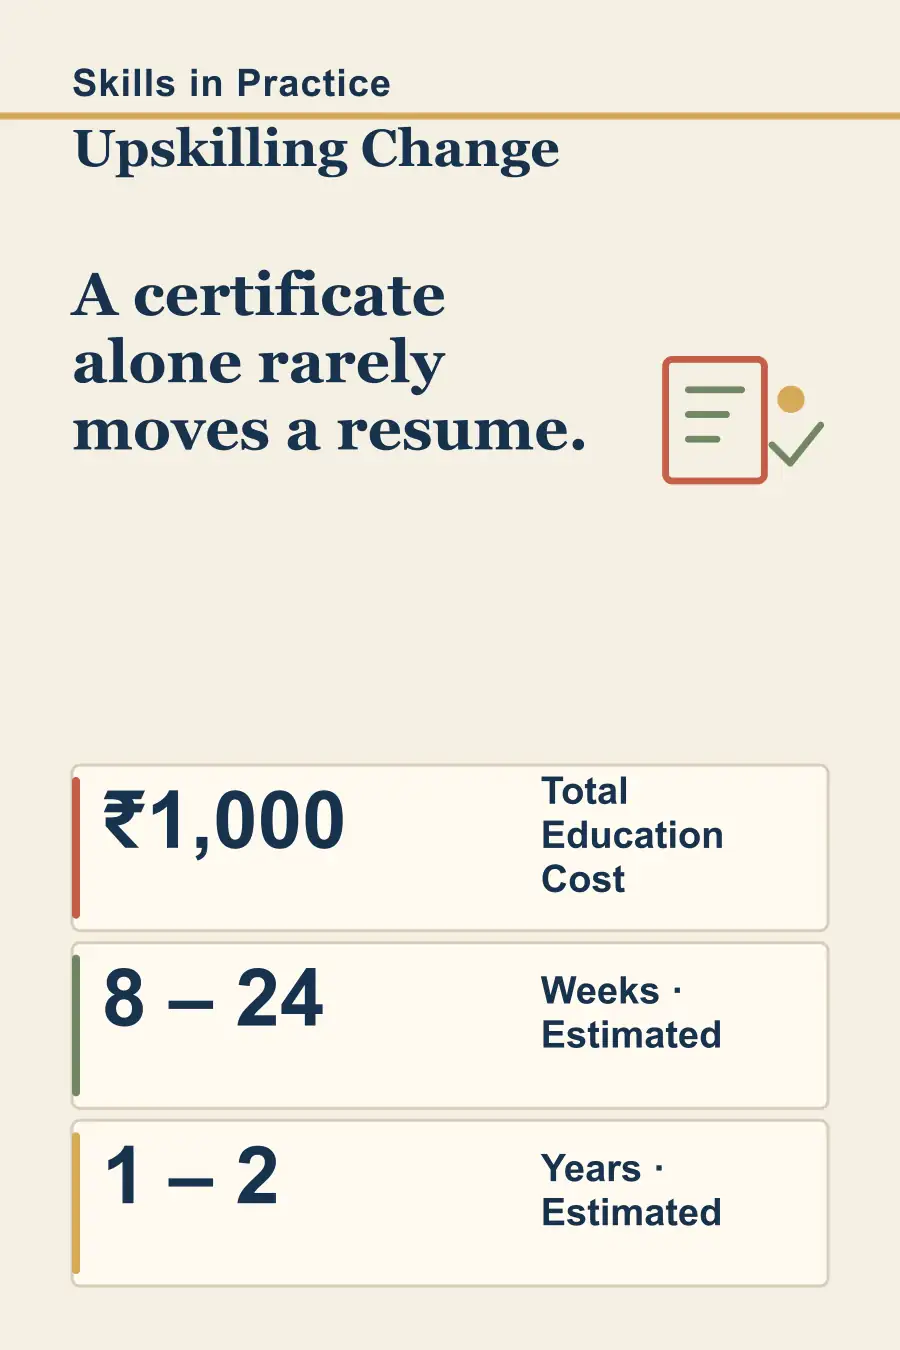 Skills in Practice
Upskilling Change
A certificate
alone rarely
moves a resume.
₹1,000
Total
Education
Cost
8 – 24
Weeks ·
Estimated
1 – 2
Years ·
Estimated